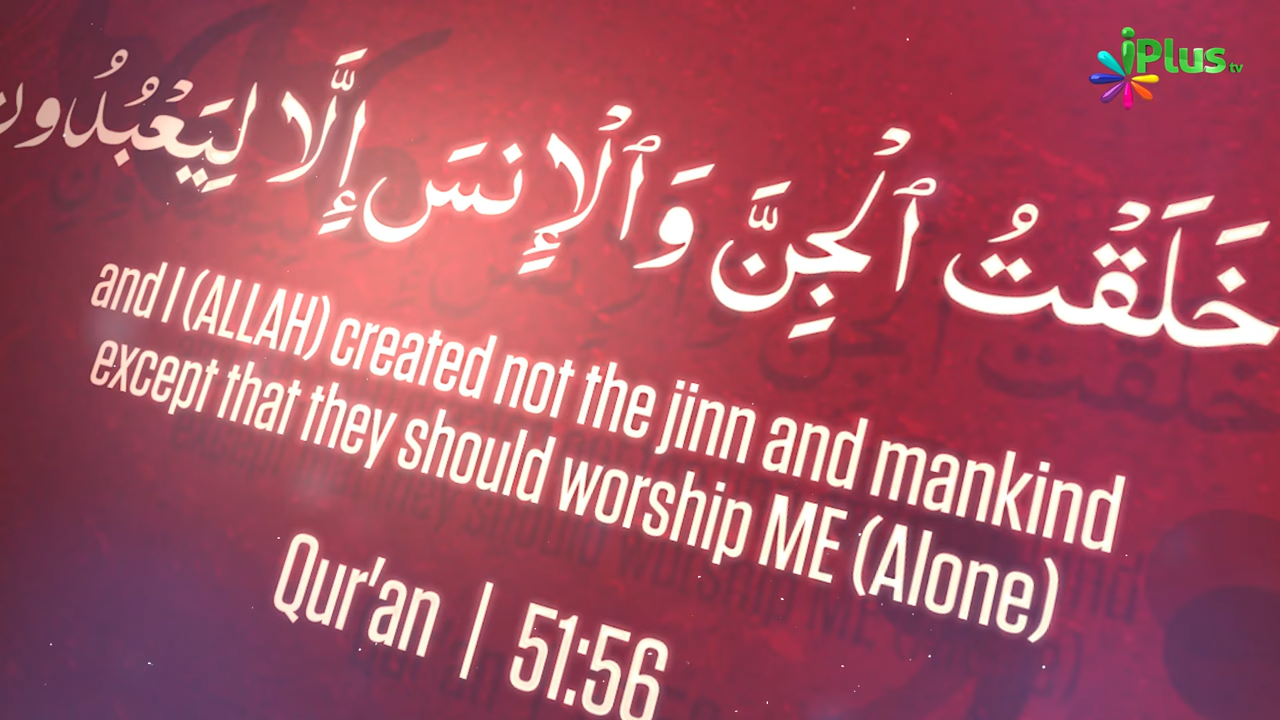 iPlus tv
خَلَقْتُ ٱلْجِنَّ وَٱلْإِنسَ إِلَّا لِيَعْبُدُون
and I (ALLAH) created not the jinn and mankind
except that they should worship ME (Alone)
Qur'an | 51:56